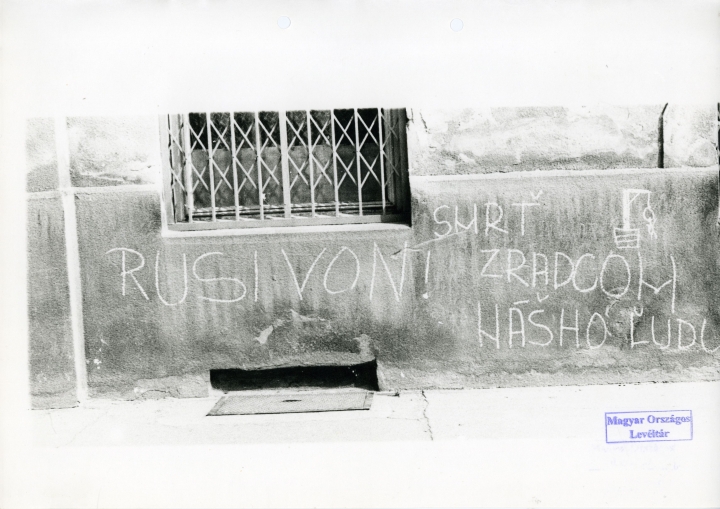 RUSI VON!
SMRŤ
ZRADCOM
NÁŠHO ĽUDU
Magyar Országos
Levéltár